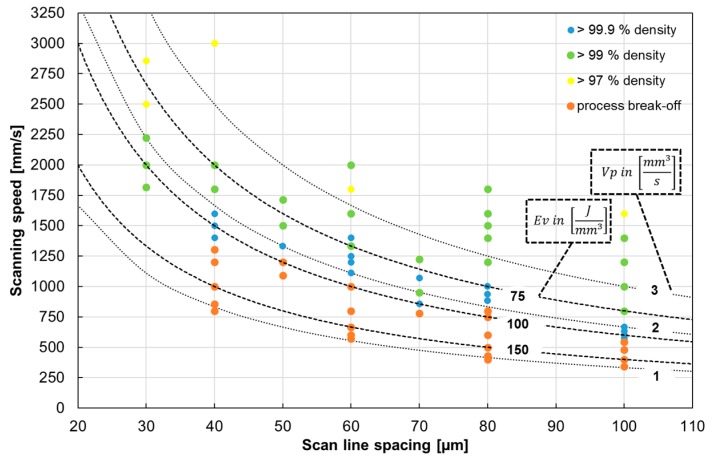 3250
3000
2750
2500
2250
2000
1750
1500
1250
1000
750
500
250
0
Scanning speed [mm/s]
20 30 40 50 60 70 80 90 100 110
Scan line spacing [µm]
> 99.9 % density
> 99 % density
> 97 % density
process break-off
Vp in [mm³/s]
Ev in [J/mm³]
3
75
2
100
150
1